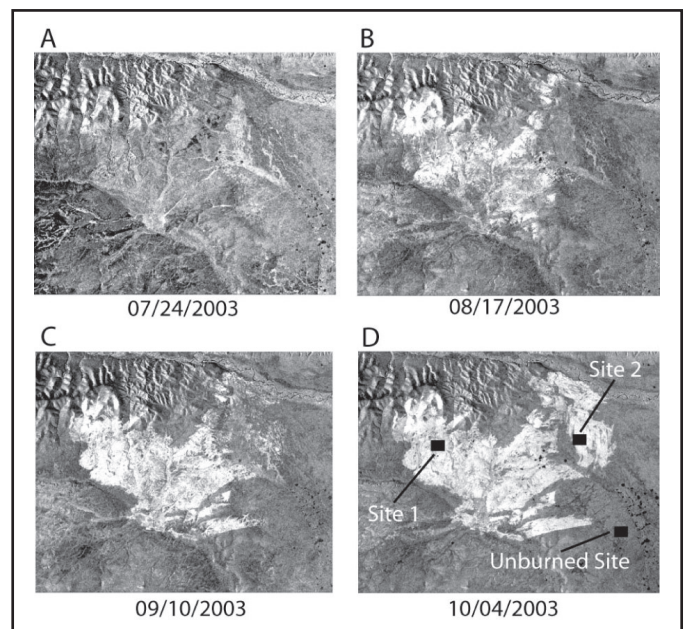 A
B
07/24/2003
08/17/2003
C
D
Site 2
Site 1
Unburned Site
09/10/2003
10/04/2003